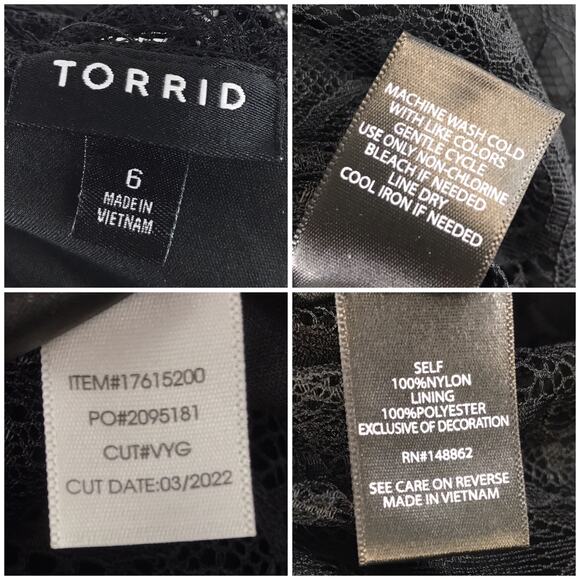 TORRID
6
MADE IN
VIETNAM
MACHINE WASH COLD
WITH LIKE COLORS
GENTLE CYCLE
USE ONLY NON-CHLORINE
BLEACH IF NEEDED
LINE DRY
COOL IRON IF NEEDED
ITEM#17615200
PO#2095181
CUT#VYG
CUT DATE:03/2022
SELF
100%NYLON
LINING
100%POLYESTER
EXCLUSIVE OF DECORATION
RN#148862
SEE CARE ON REVERSE
MADE IN VIETNAM